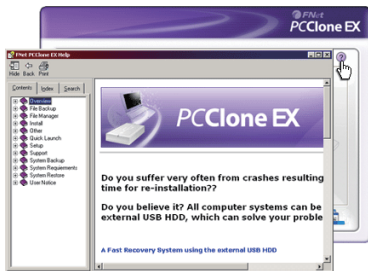 FNet
PCClone EX
FNet PCClone EX Help
?
Hide Back Print
Contents Index Search
Overview
File Backup
File Manager
Install
Other
Quick Launch
Setup
Support
System Backup
System Requirements
System Restore
User Notice
PCClone EX
Do you suffer very often from crashes resulting
time for re-installation??
Do you believe it? All computer systems can be
external USB HDD, which can solve your proble
A Fast Recovery System using the external USB HDD